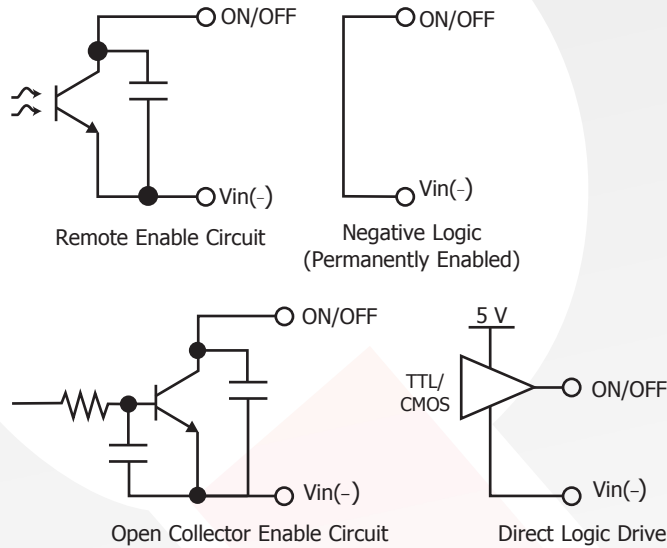 ON/OFF
Vin(–)
Remote Enable Circuit
ON/OFF
Vin(–)
Negative Logic
(Permanently Enabled)
ON/OFF
Vin(–)
Open Collector Enable Circuit
5 V
TTL/
CMOS
ON/OFF
Vin(–)
Direct Logic Drive